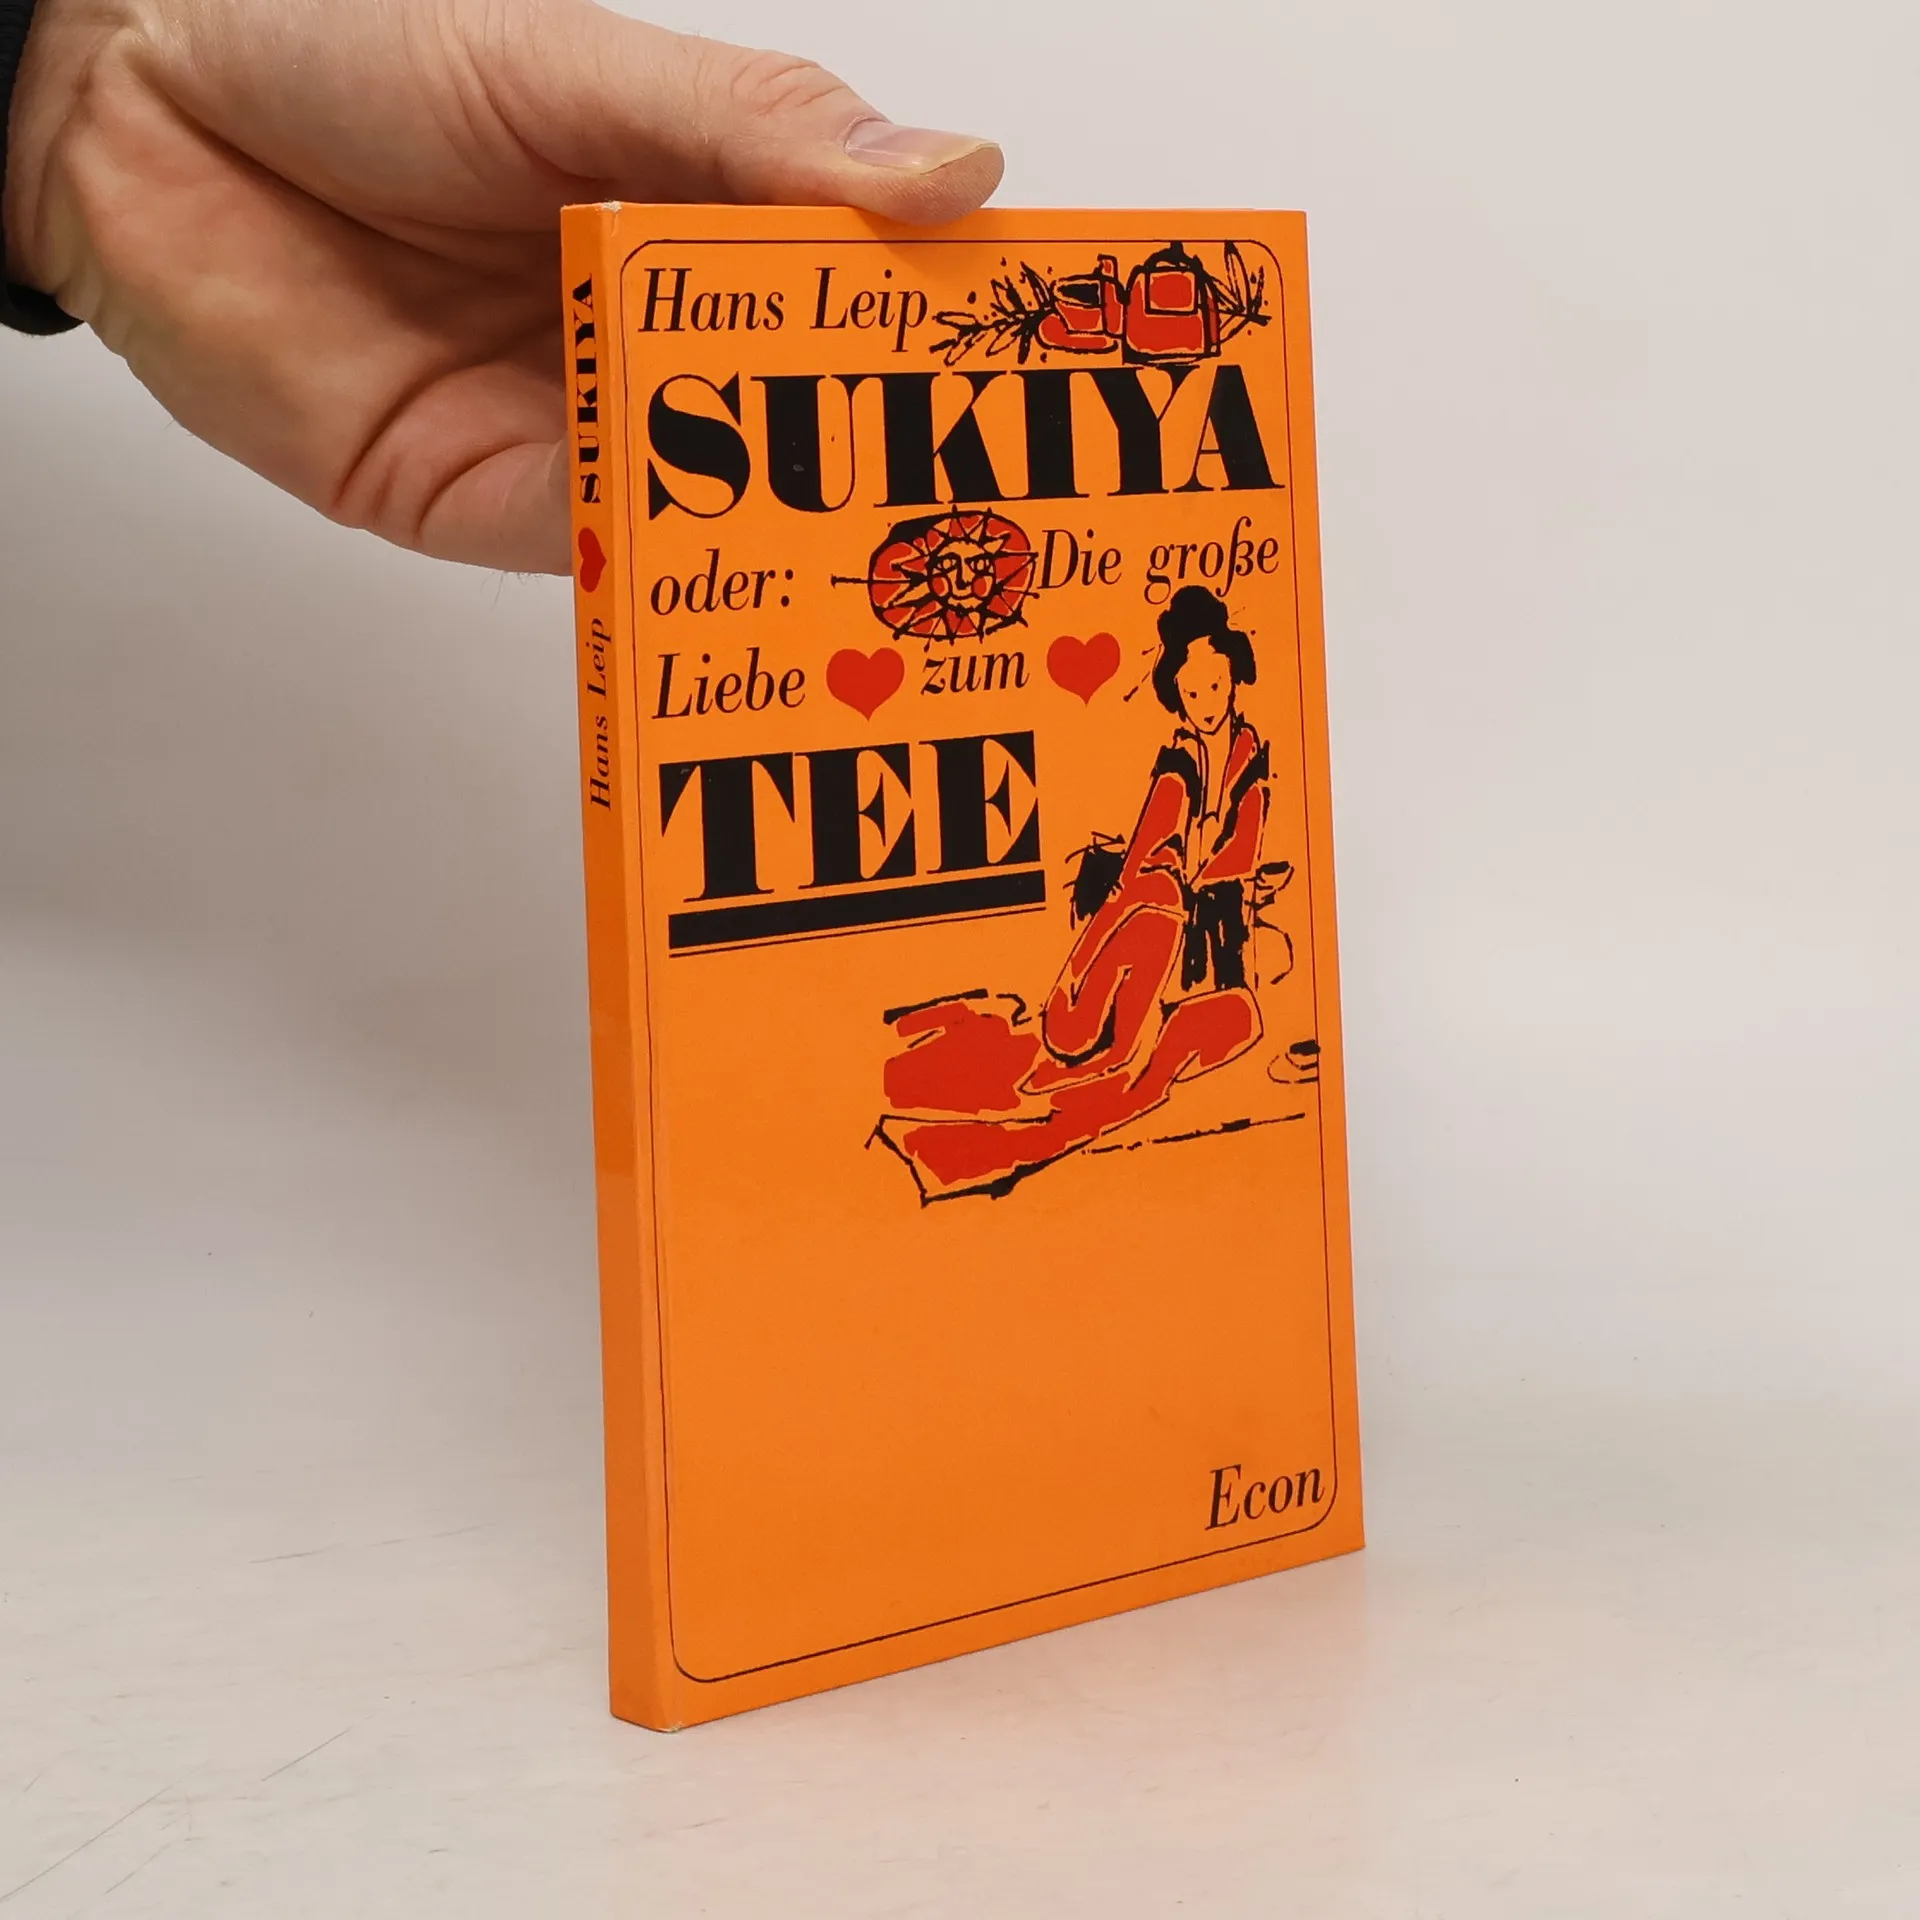 Hans Leip
SUKIYA
oder: Die große
Liebe zum
TEE
Econ
Hans Leip SUKIYA